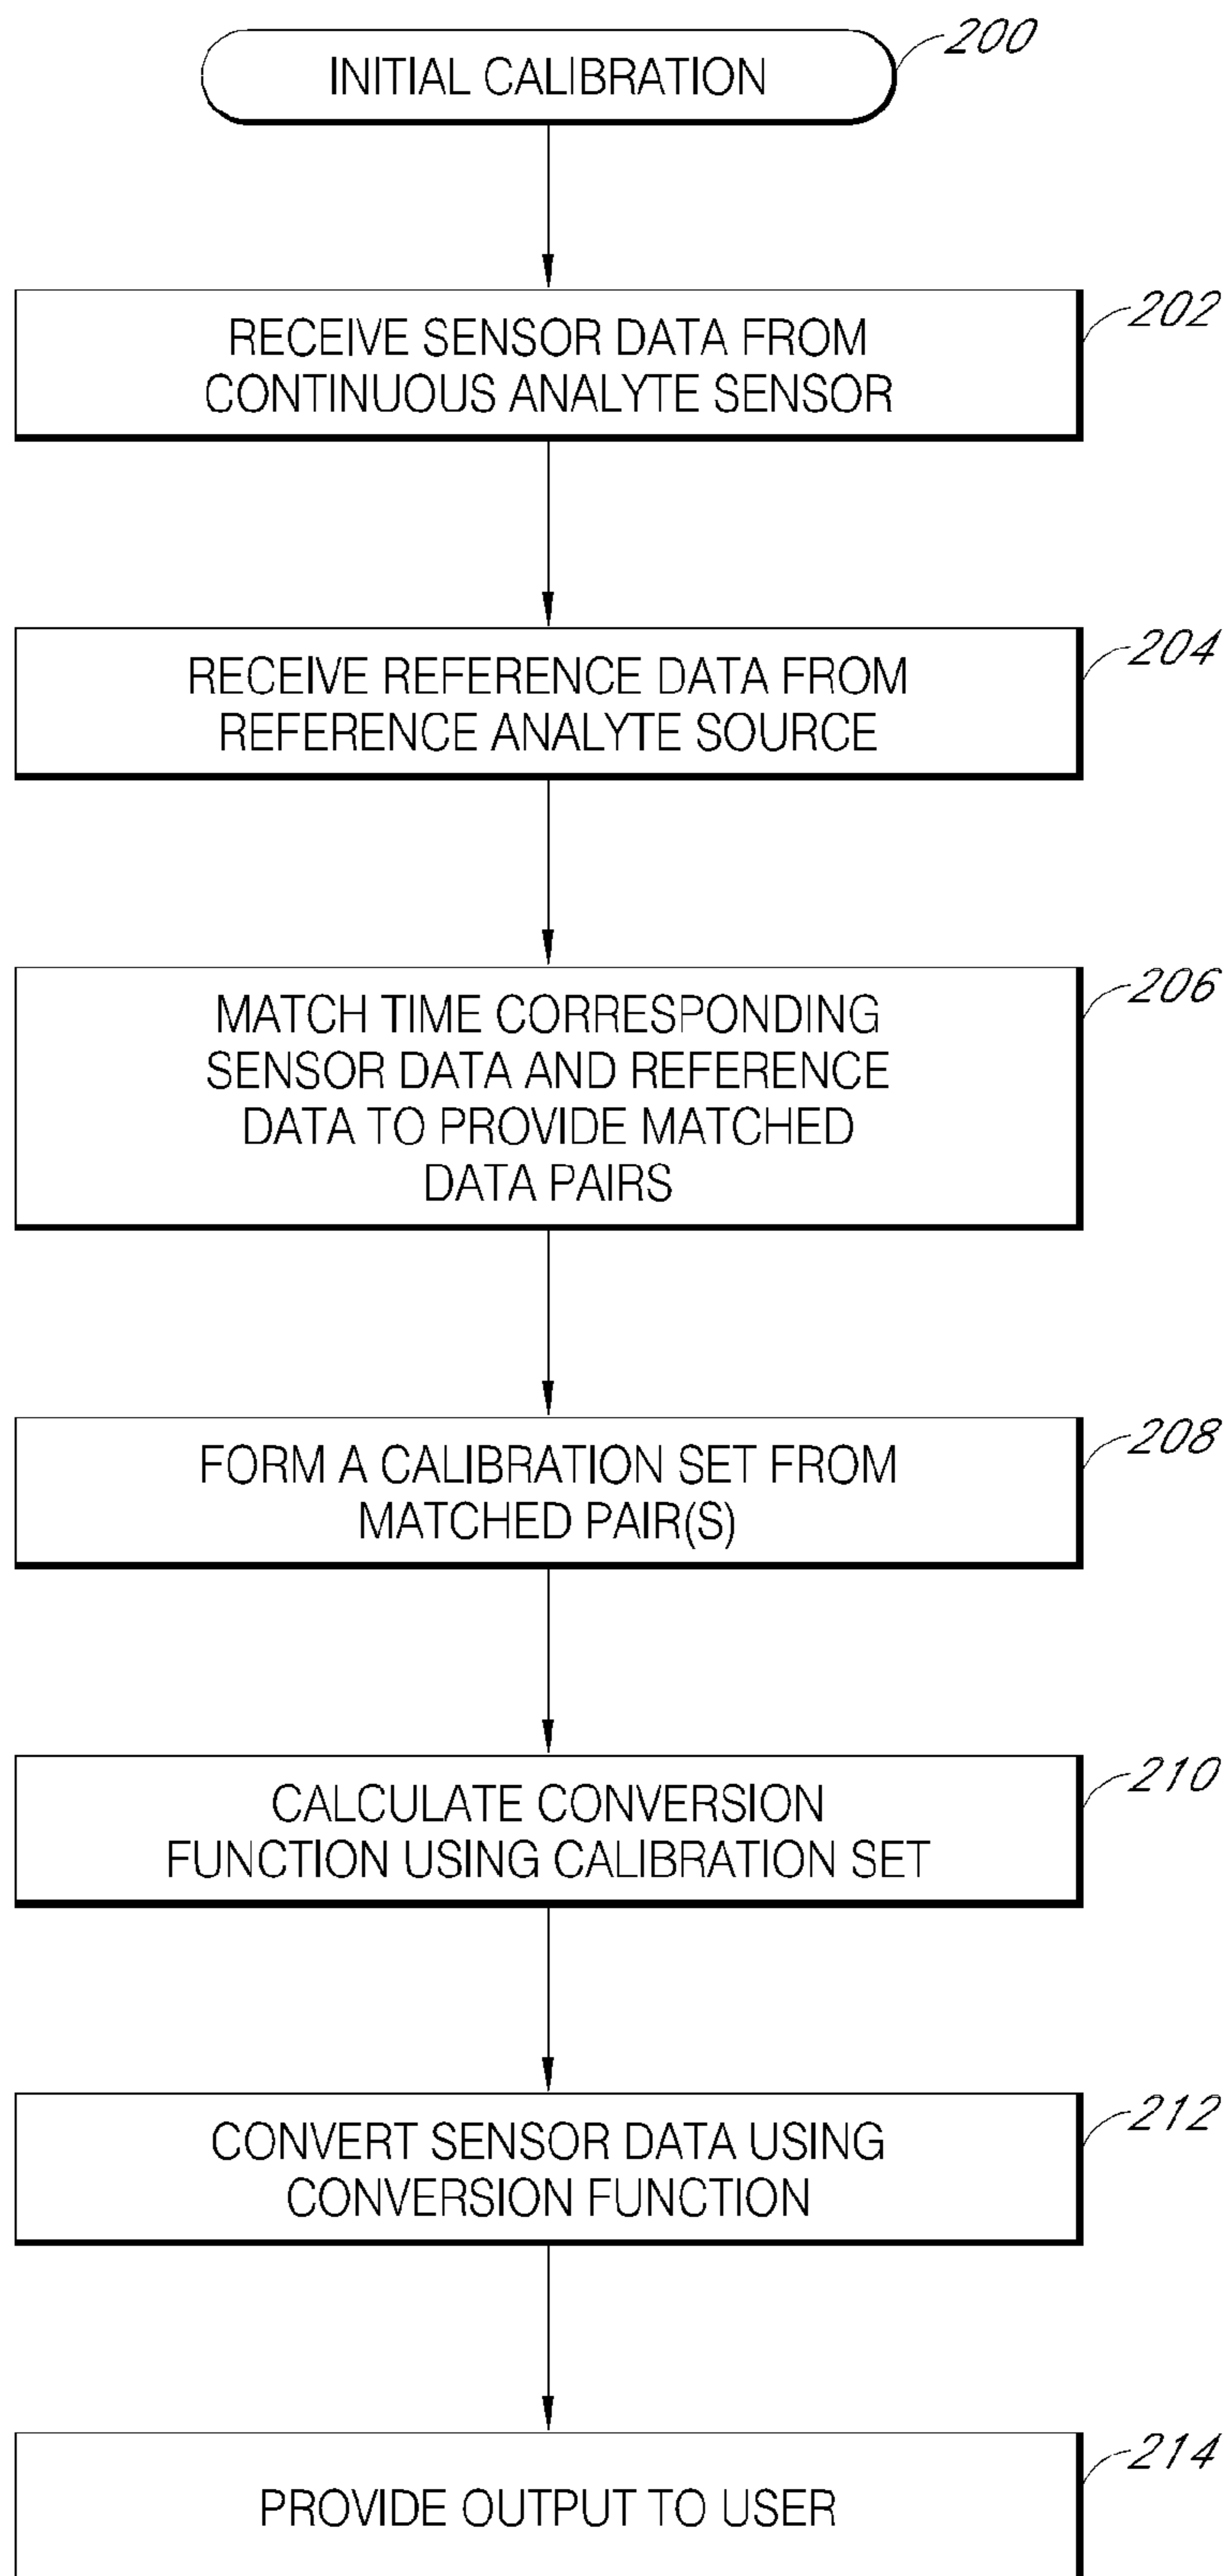 INITIAL CALIBRATION
200
RECEIVE SENSOR DATA FROM
CONTINUOUS ANALYTE SENSOR
202
RECEIVE REFERENCE DATA FROM
REFERENCE ANALYTE SOURCE
204
MATCH TIME CORRESPONDING
SENSOR DATA AND REFERENCE
DATA TO PROVIDE MATCHED
DATA PAIRS
206
FORM A CALIBRATION SET FROM
MATCHED PAIR(S)
208
CALCULATE CONVERSION
FUNCTION USING CALIBRATION SET
210
CONVERT SENSOR DATA USING
CONVERSION FUNCTION
212
PROVIDE OUTPUT TO USER
214